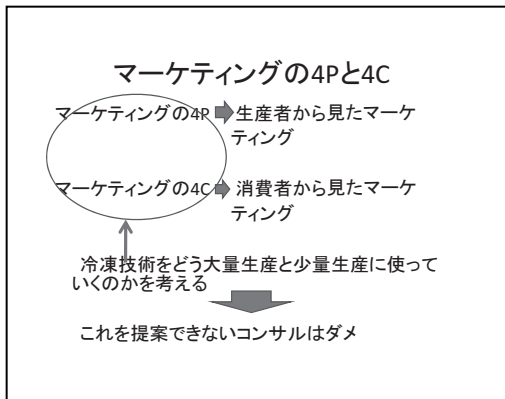 マーケティングの4Pと4C
マーケティングの4P 生産者から見たマーケ
ティング
マーケティングの4C 消費者から見たマーケ
ティング
冷凍技術をどう大量生産と少量生産に使って
いくのかを考える
これを提案できないコンサルはダメ